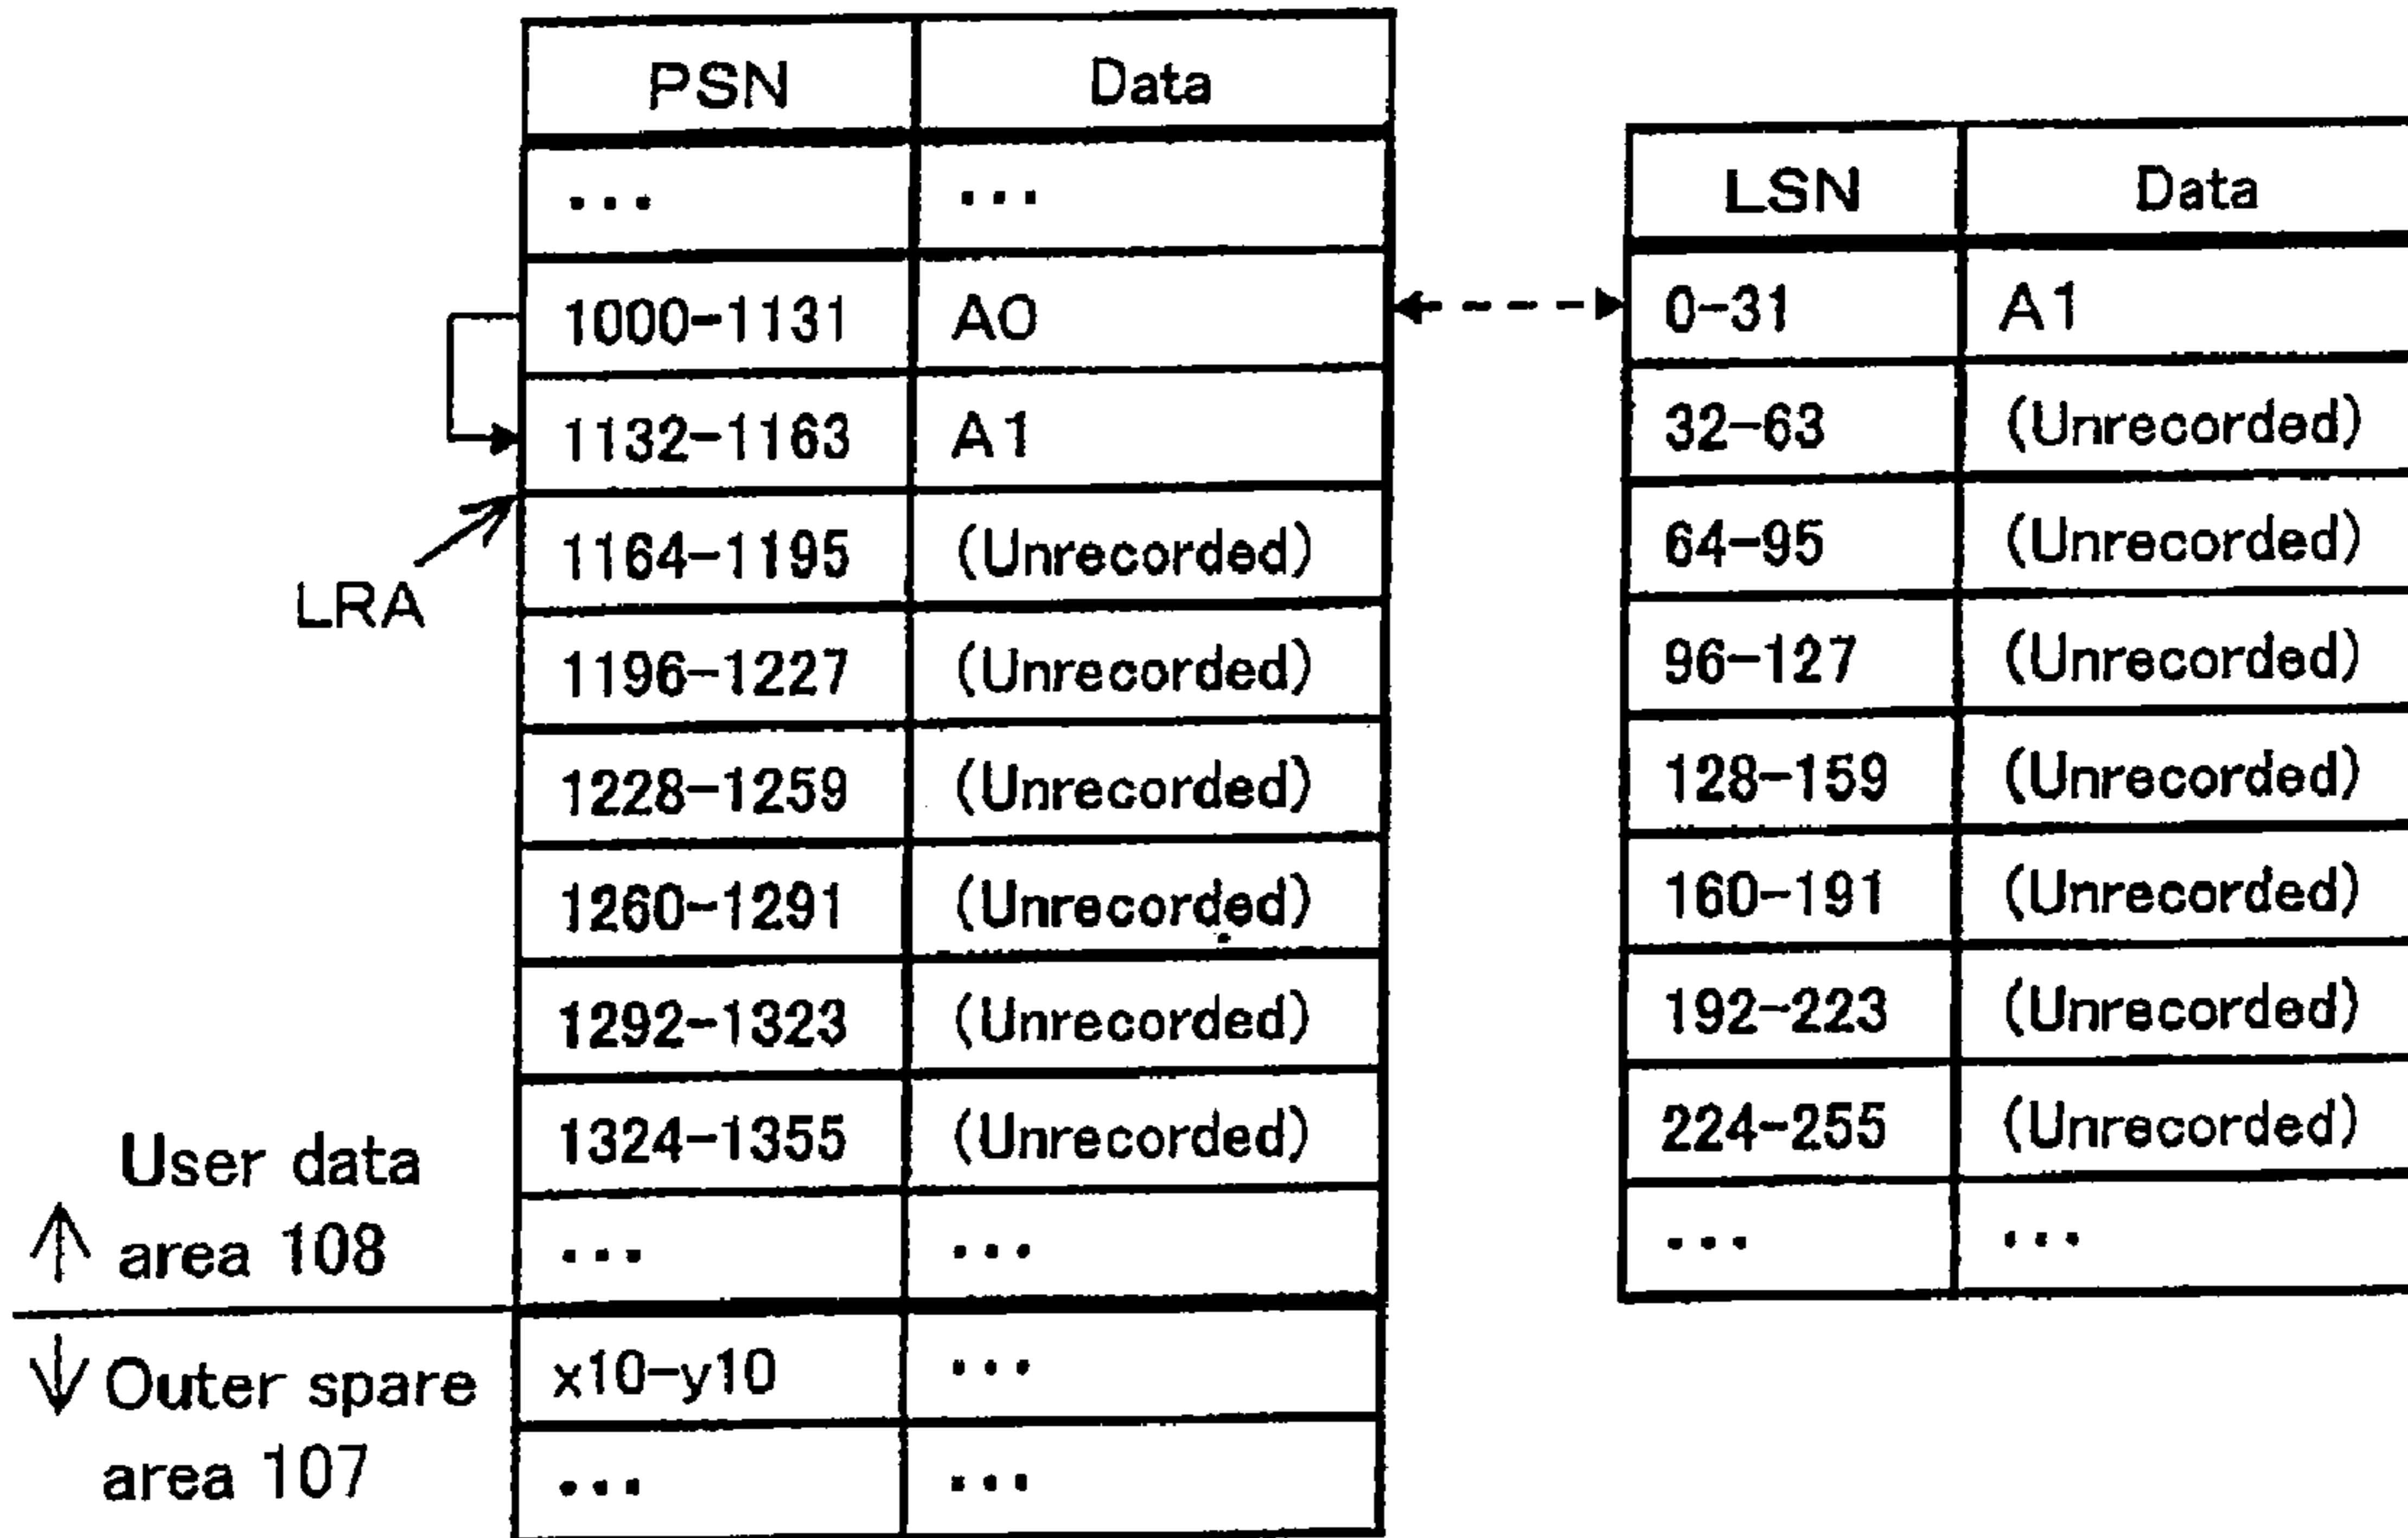 PSN Data
... ...
1000-1131 A0
1132-1163 A1
LRA
1164-1195 (Unrecorded)
1196-1227 (Unrecorded)
1228-1259 (Unrecorded)
1260-1291 (Unrecorded)
1292-1323 (Unrecorded)
1324-1355 (Unrecorded)
... ...
x10-y10 ...
... ...
User data
↑ area 108
↓ Outer spare
area 107
LSN Data
0-31 A1
32-63 (Unrecorded)
64-95 (Unrecorded)
96-127 (Unrecorded)
128-159 (Unrecorded)
160-191 (Unrecorded)
192-223 (Unrecorded)
224-255 (Unrecorded)
... ...